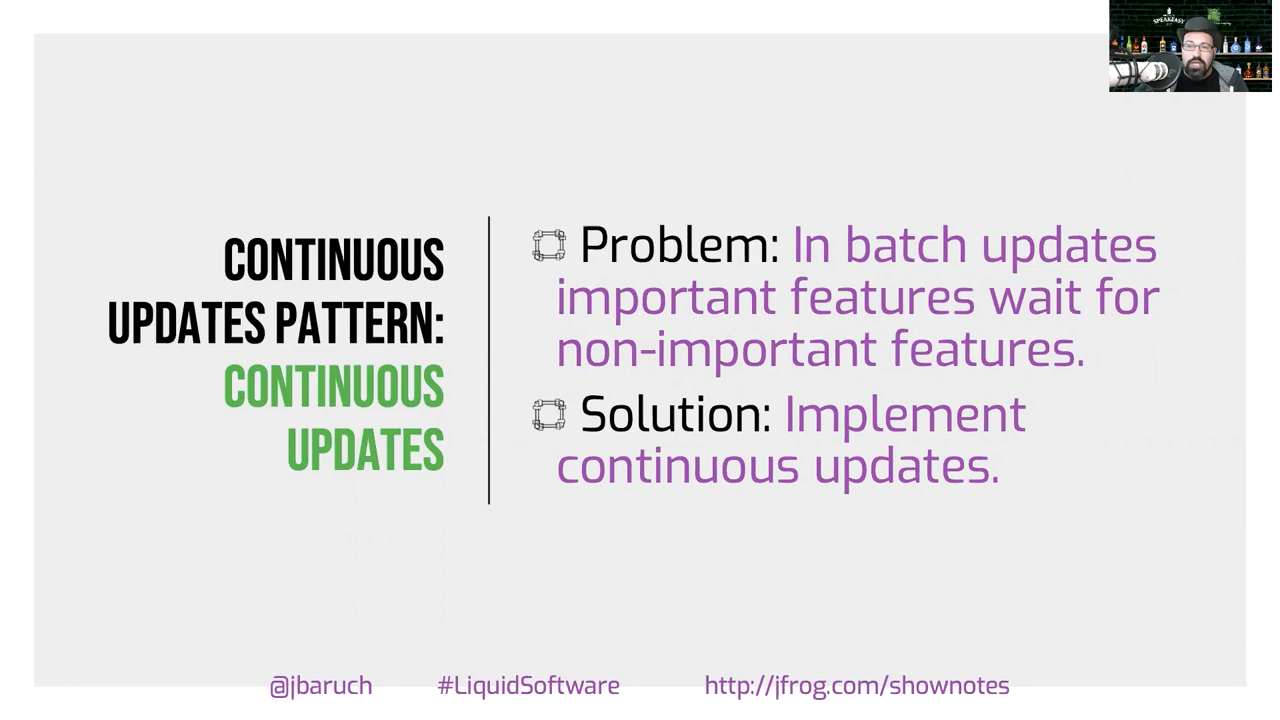 SPEAKEASY
CONTINUOUS
UPDATES PATTERN:
CONTINUOUS
UPDATES
Problem: In batch updates
important features wait for
non-important features.
Solution: Implement
continuous updates.
@jbaruch #LiquidSoftware http://jfrog.com/shownotes